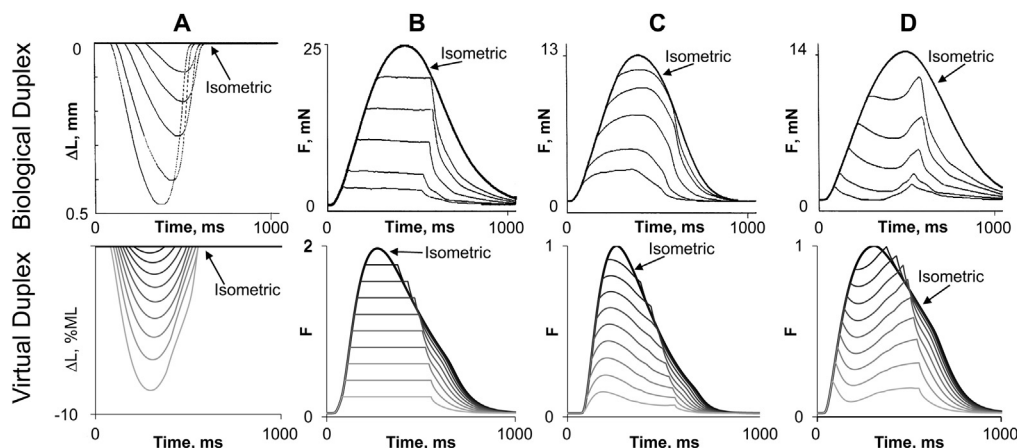 A B C D
Biological Duplex
0
ΔL, mm
0.5
Isometric
0 1000
Time, ms
25
F, mN
0
Isometric
0 1000
Time, ms
13
F, mN
0
Isometric
0 1000
Time, ms
14
F, mN
0
Isometric
0 1000
Time, ms
Virtual Duplex
ΔL, %ML
-10
Isometric
0 1000
Time, ms
2
F
0
Isometric
0 1000
Time, ms
1
F
0
Isometric
0 1000
Time, ms
1
F
0
Isometric
0 1000
Time, ms